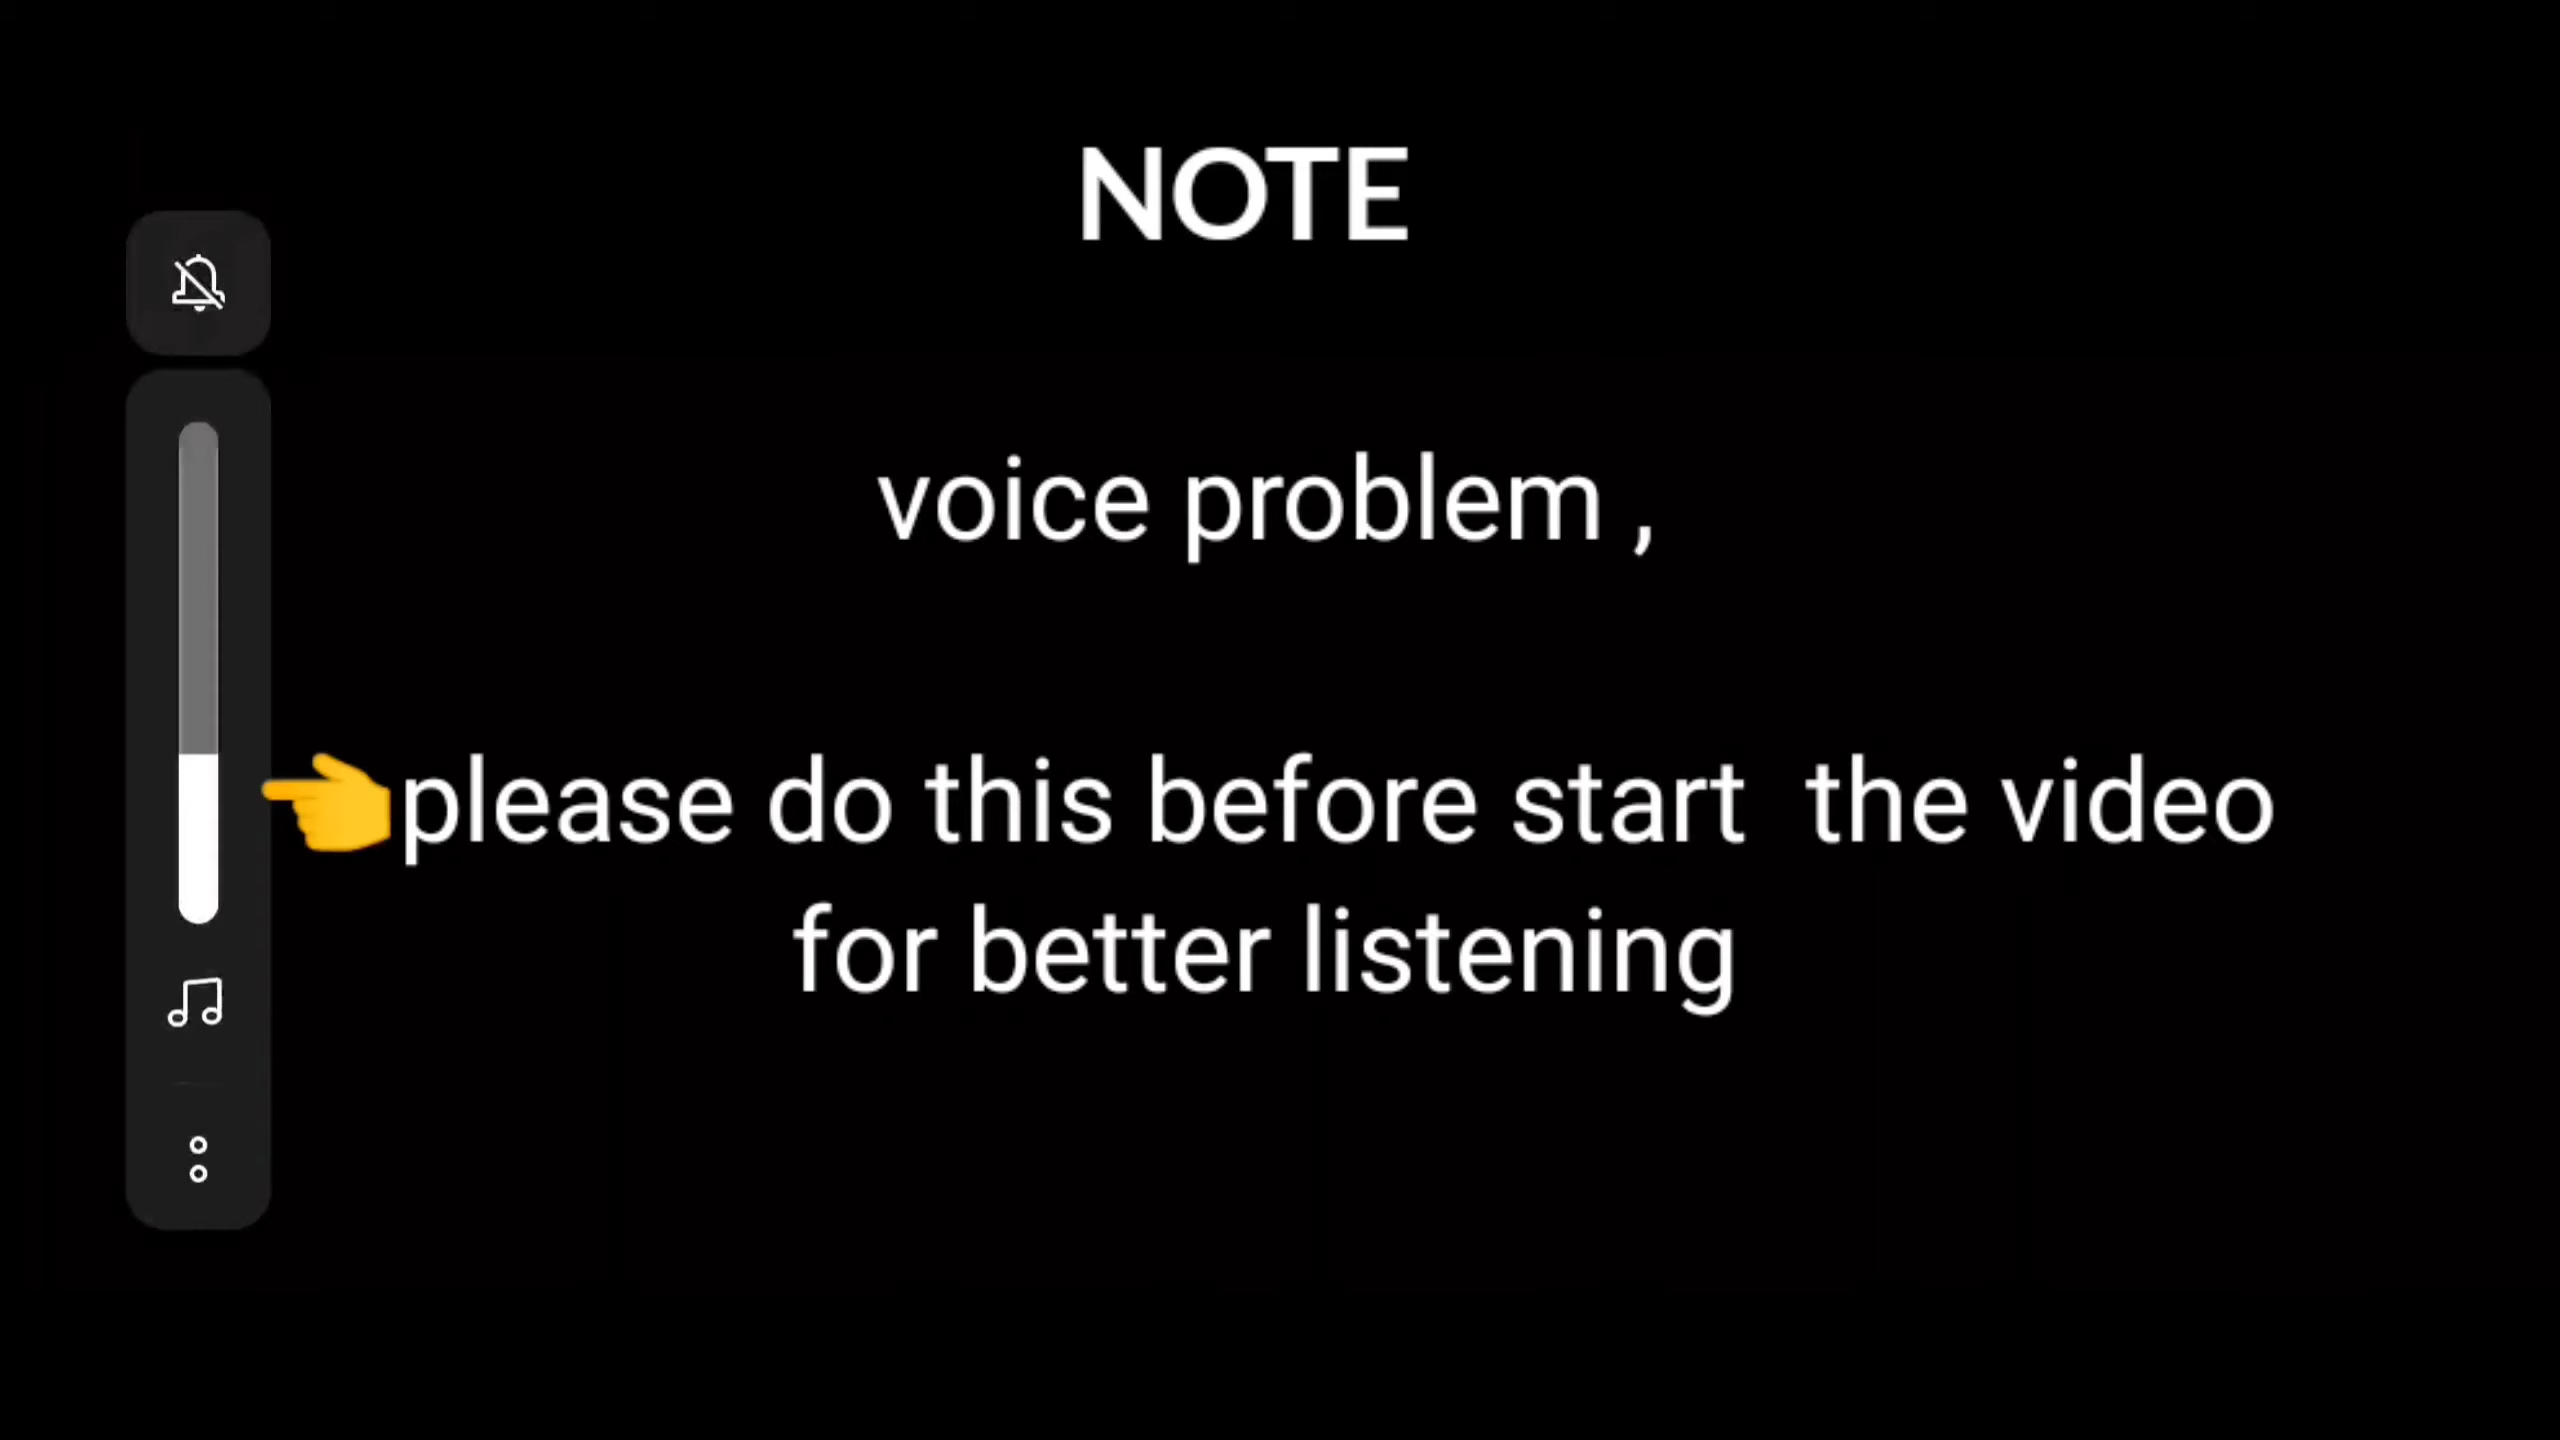 NOTE
voice problem ,
👈please do this before start  the video
for better listening